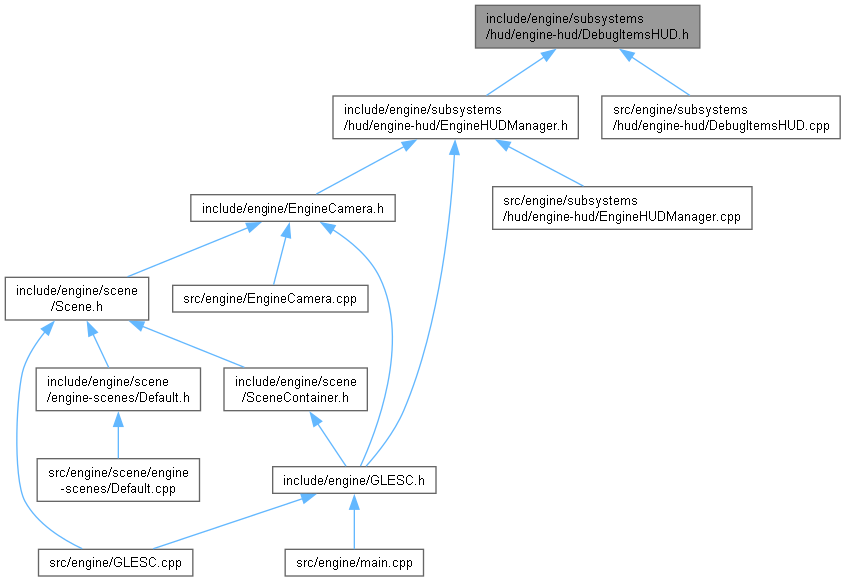 include/engine/subsystems
/hud/engine-hud/DebugItemsHUD.h
include/engine/subsystems
/hud/engine-hud/EngineHUDManager.h
src/engine/subsystems
/hud/engine-hud/DebugItemsHUD.cpp
include/engine/EngineCamera.h
src/engine/subsystems
/hud/engine-hud/EngineHUDManager.cpp
include/engine/scene
/Scene.h
src/engine/EngineCamera.cpp
include/engine/scene
/engine-scenes/Default.h
include/engine/scene
/SceneContainer.h
src/engine/scene/engine
-scenes/Default.cpp
include/engine/GLESC.h
src/engine/GLESC.cpp
src/engine/main.cpp